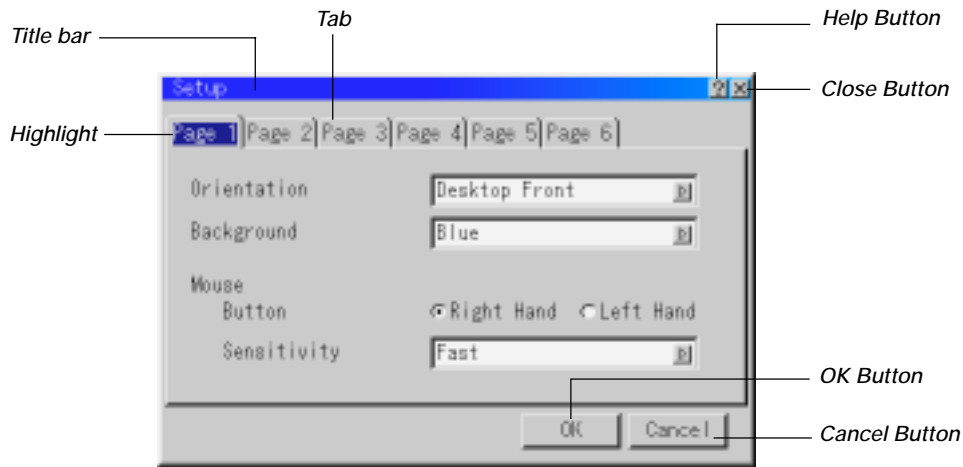 Tab
Help Button
Title bar
Setup
Close Button
Highlight
Page 1 Page 2 Page 3 Page 4 Page 5 Page 6
Orientation Desktop Front
Background Blue
Mouse
Button Right Hand Left Hand
Sensitivity Fast
OK Button
OK Cancel
Cancel Button